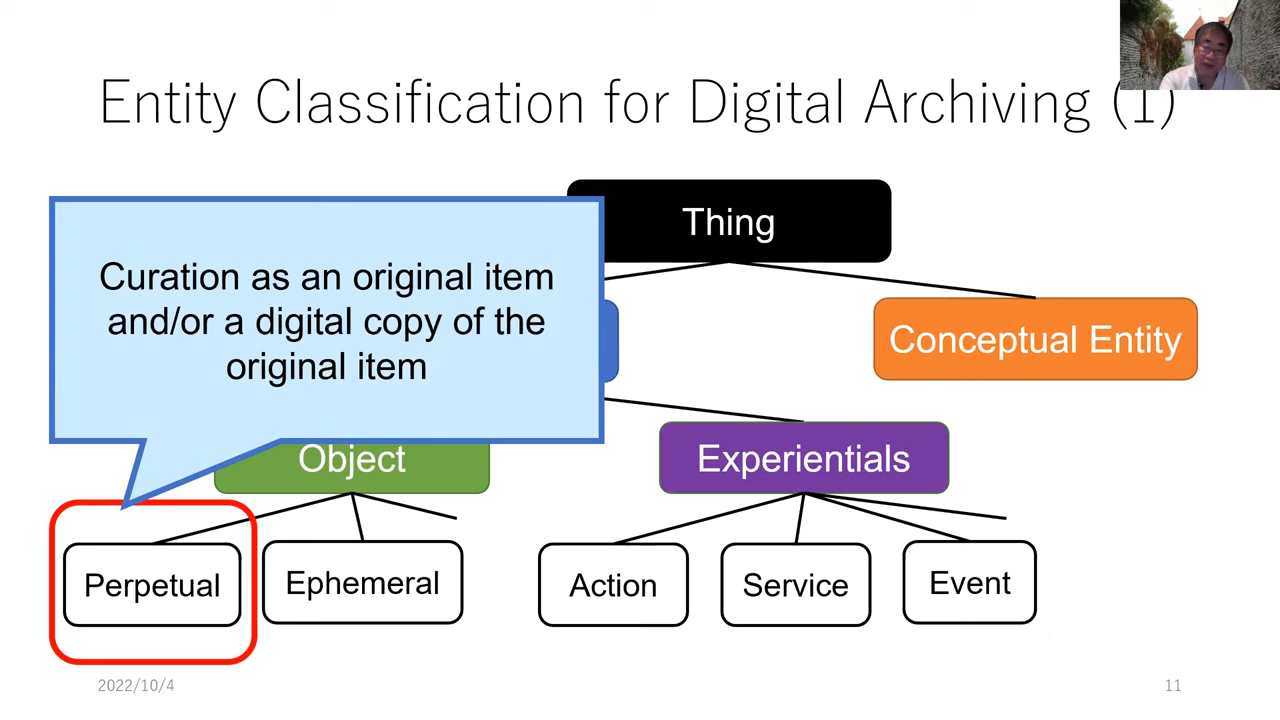 Entity Classification for Digital Archiving (1)
Thing
Curation as an original item
and/or a digital copy of the
original item
Conceptual Entity
Object
Experientials
Perpetual
Ephemeral
Action
Service
Event
2022/10/4
11